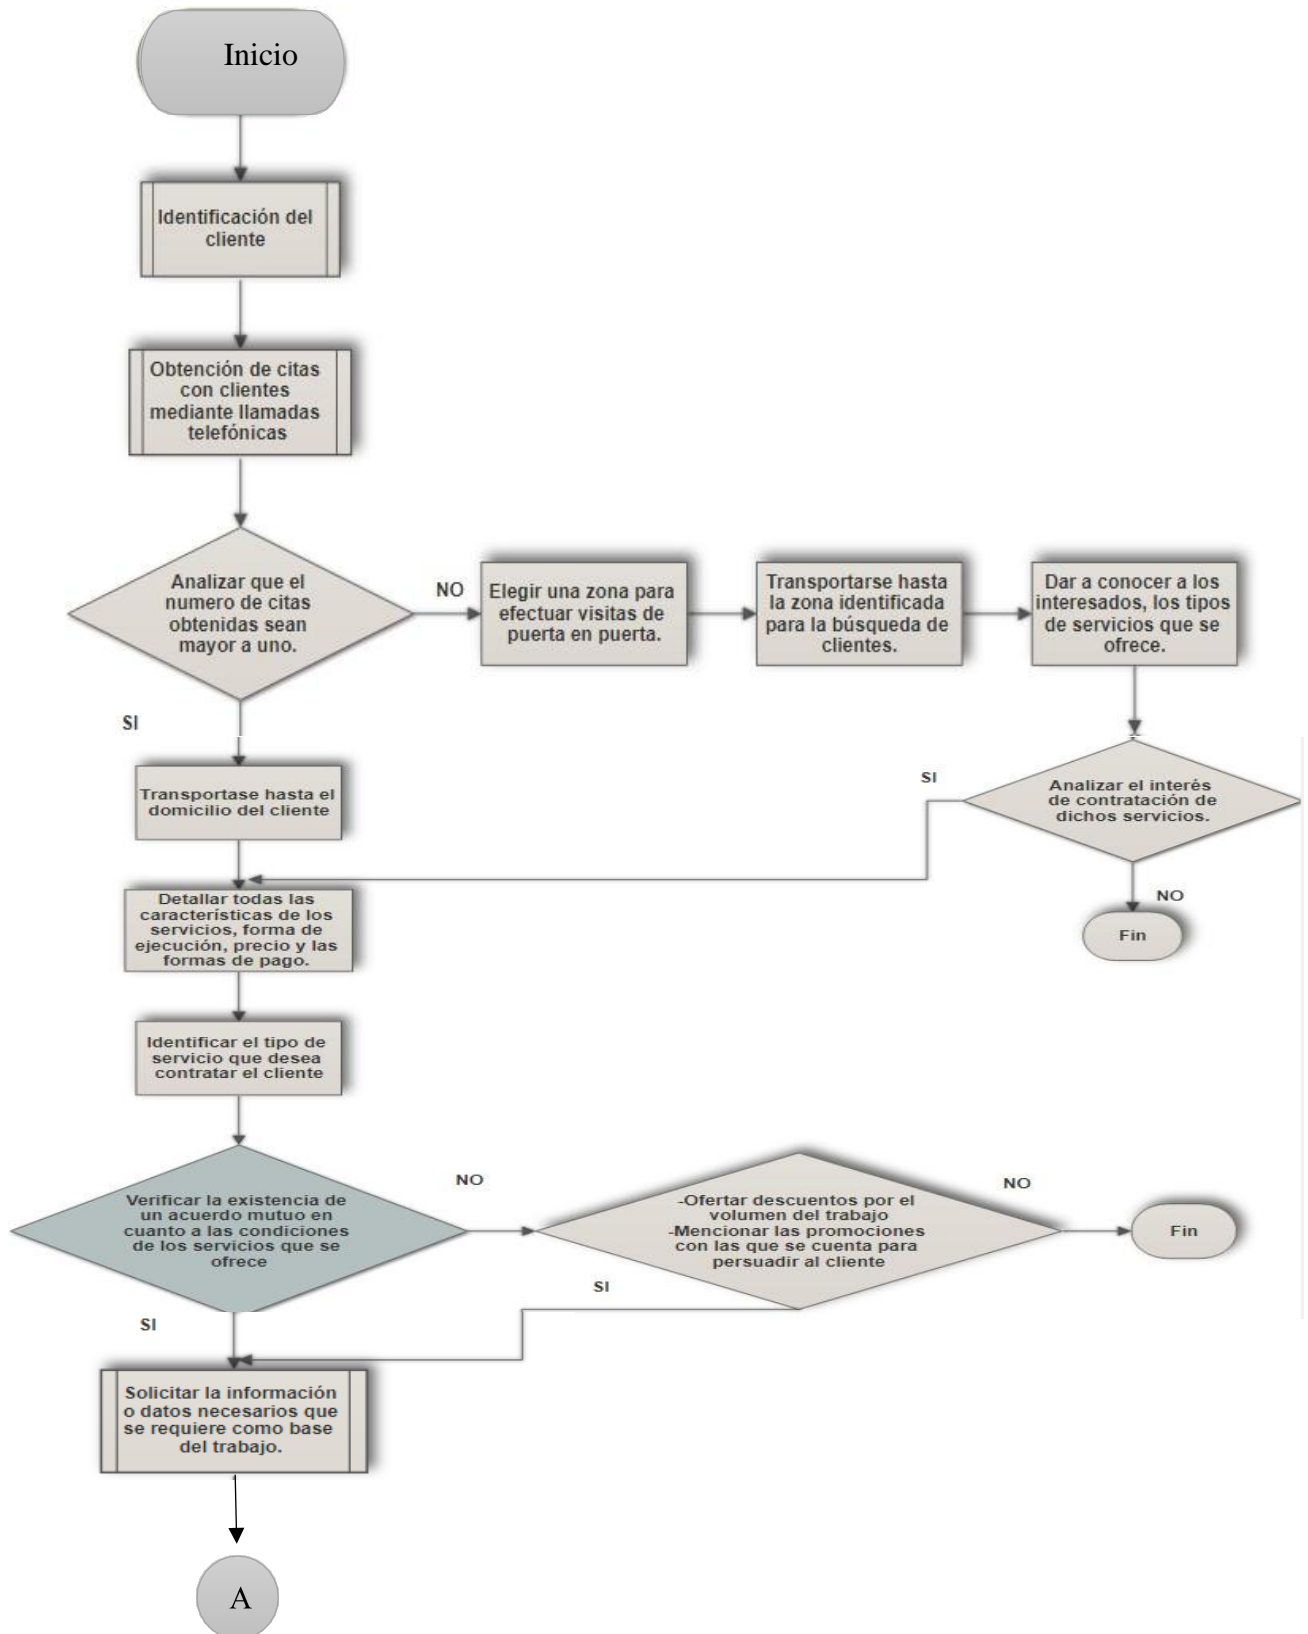 Inicio
Identificación del
cliente
Obtención de citas
con clientes
mediante llamadas
telefónicas
Analizar que el
numero de citas
obtenidas sean
mayor a uno.
NO
Elegir una zona para
efectuar visitas de
puerta en puerta.
Transportarse hasta
la zona identificada
para la búsqueda de
clientes.
Dar a conocer a los
interesados, los tipos
de servicios que se
ofrece.
SI
Transportase hasta el
domicilio del cliente
SI
Analizar el interés
de contratación de
dichos servicios.
NO
Fin
Detallar todas las
características de los
servicios, forma de
ejecución, precio y las
formas de pago.
Identificar el tipo de
servicio que desea
contratar el cliente
Verificar la existencia de
un acuerdo mutuo en
cuanto a las condiciones
de los servicios que se
ofrece
NO
-Ofertar descuentos por el
volumen del trabajo
-Mencionar las promociones
con las que se cuenta para
persuadir al cliente
NO
Fin
SI
SI
Solicitar la información
o datos necesarios que
se requiere como base
del trabajo.
A